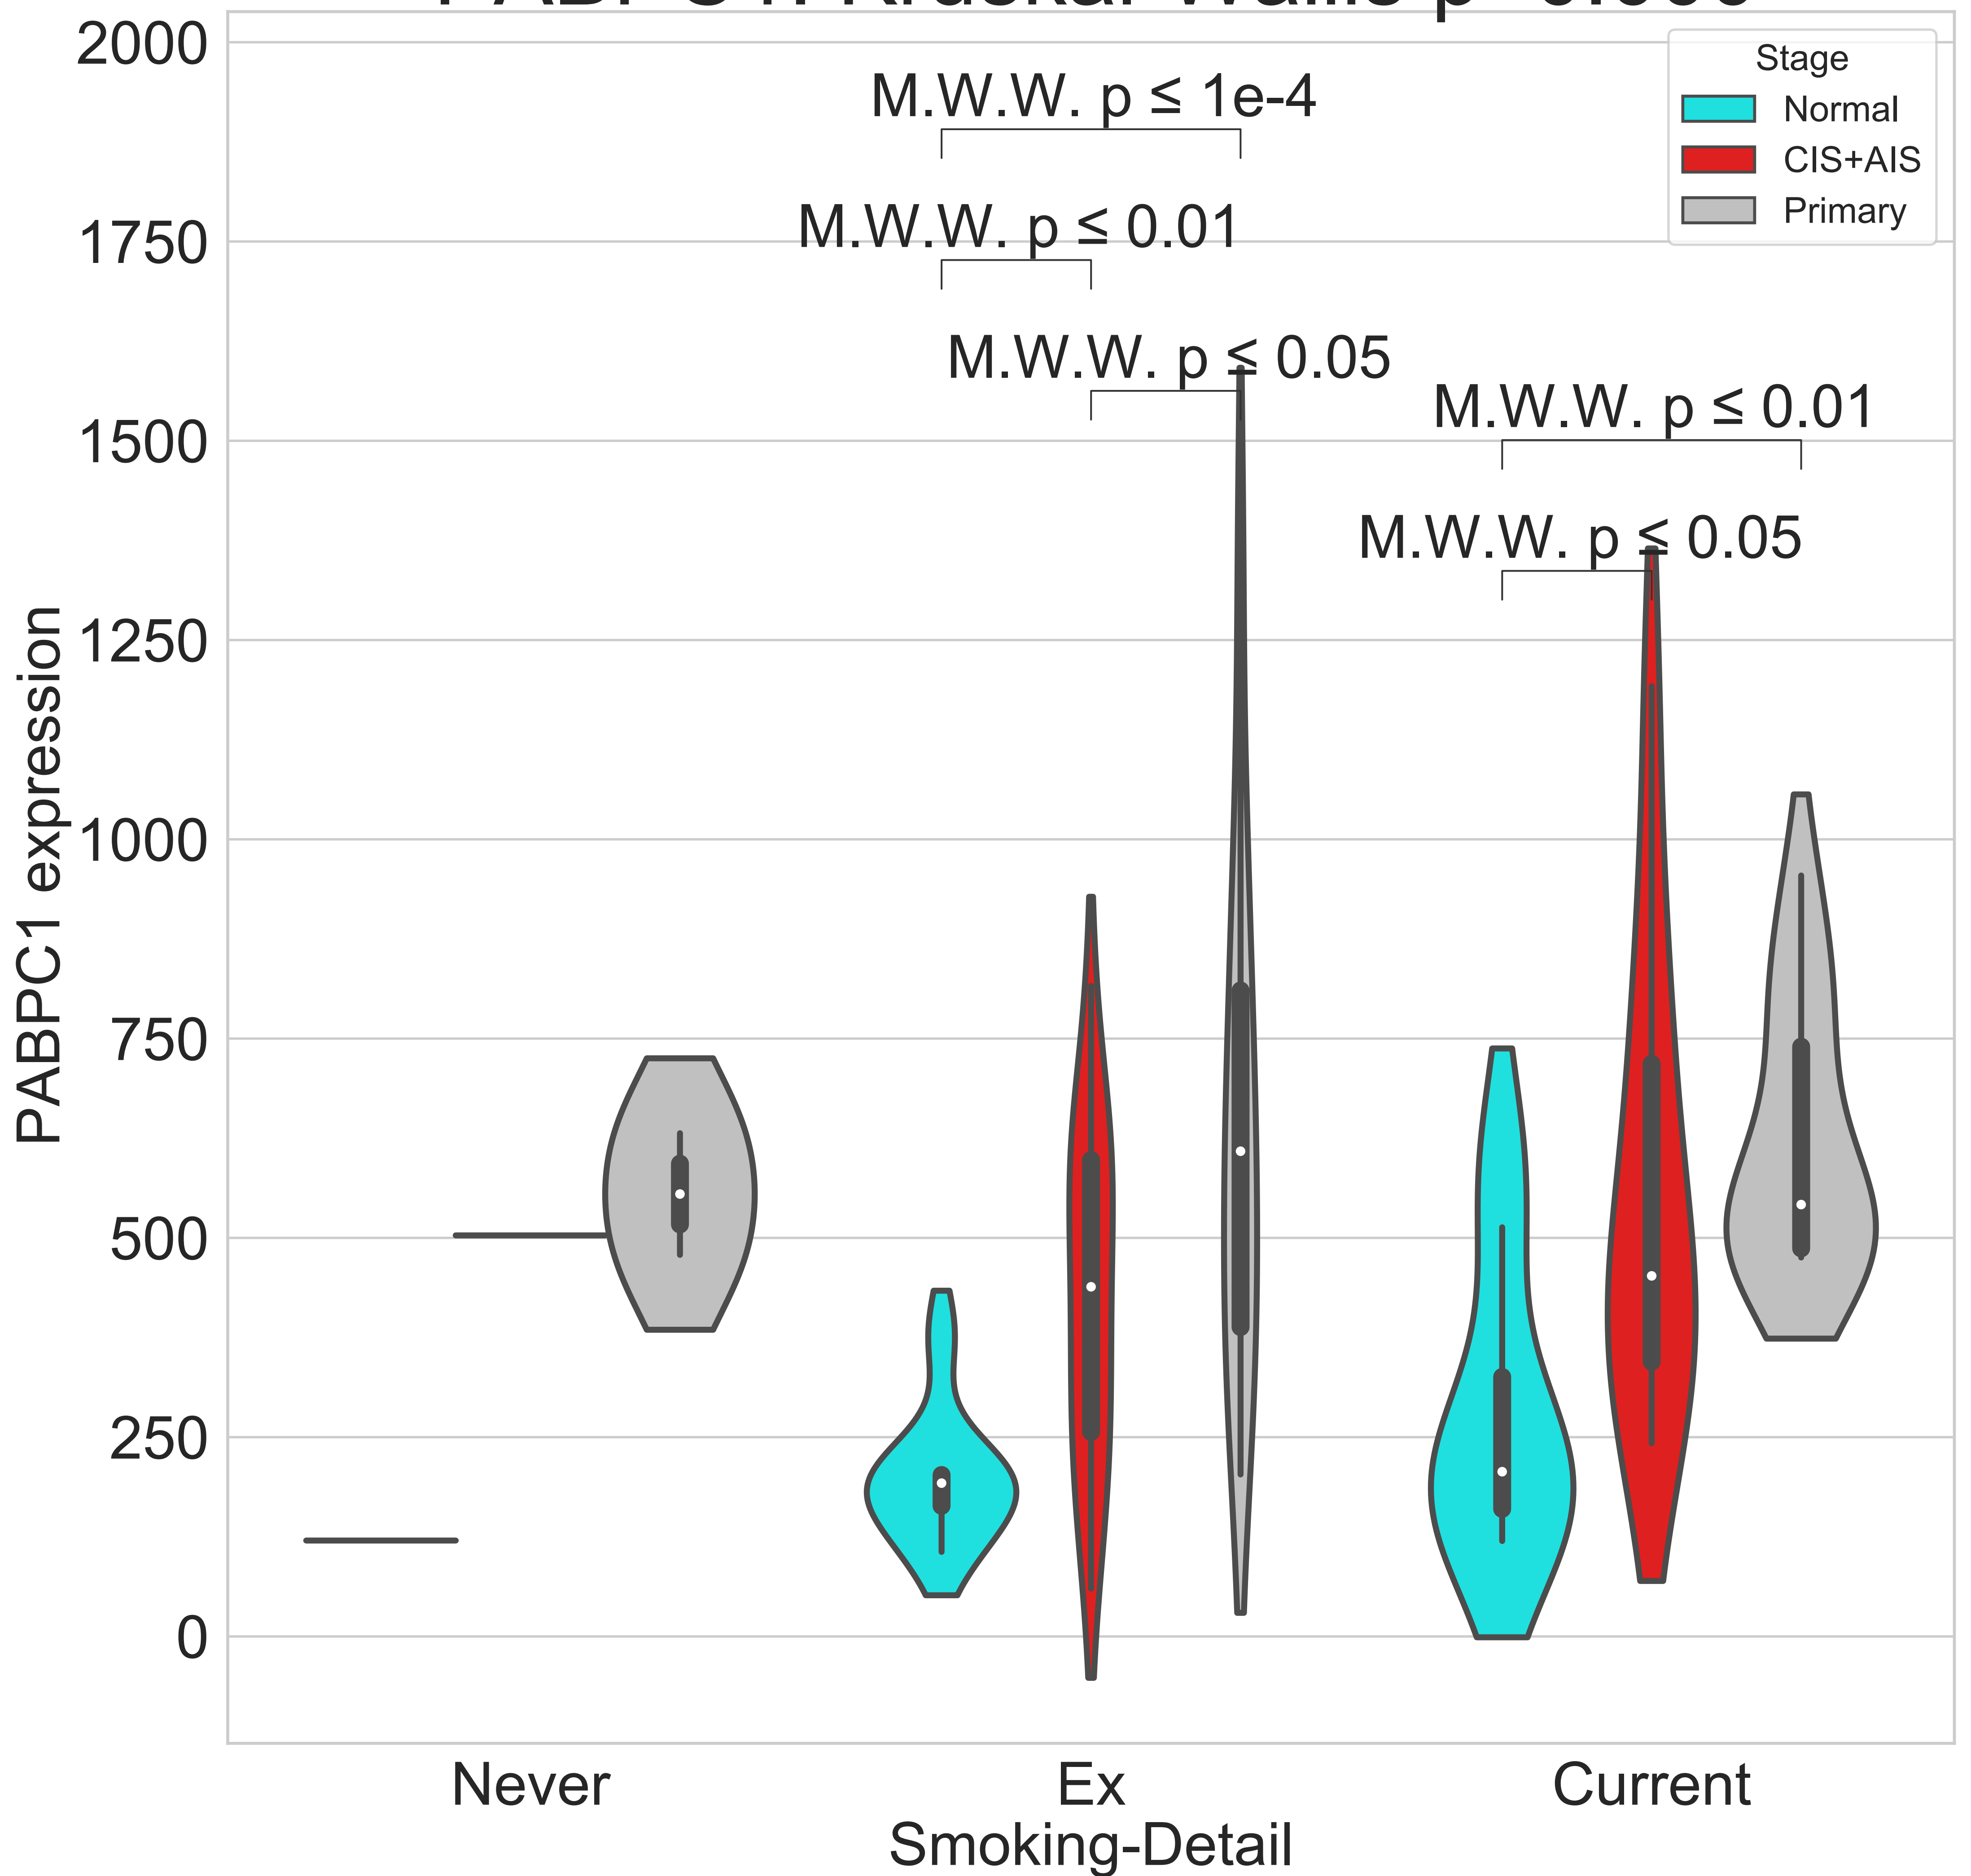 2000
1750
1500
1250
1000
750
500
250
0
PABPC1 expression
M.W.W. p ≤ 1e-4
M.W.W. p ≤ 0.01
M.W.W. p ≤ 0.05
M.W.W. p ≤ 0.01
M.W.W. p ≤ 0.05
Stage
Normal
CIS+AIS
Primary
Never
Ex
Current
Smoking-Detail